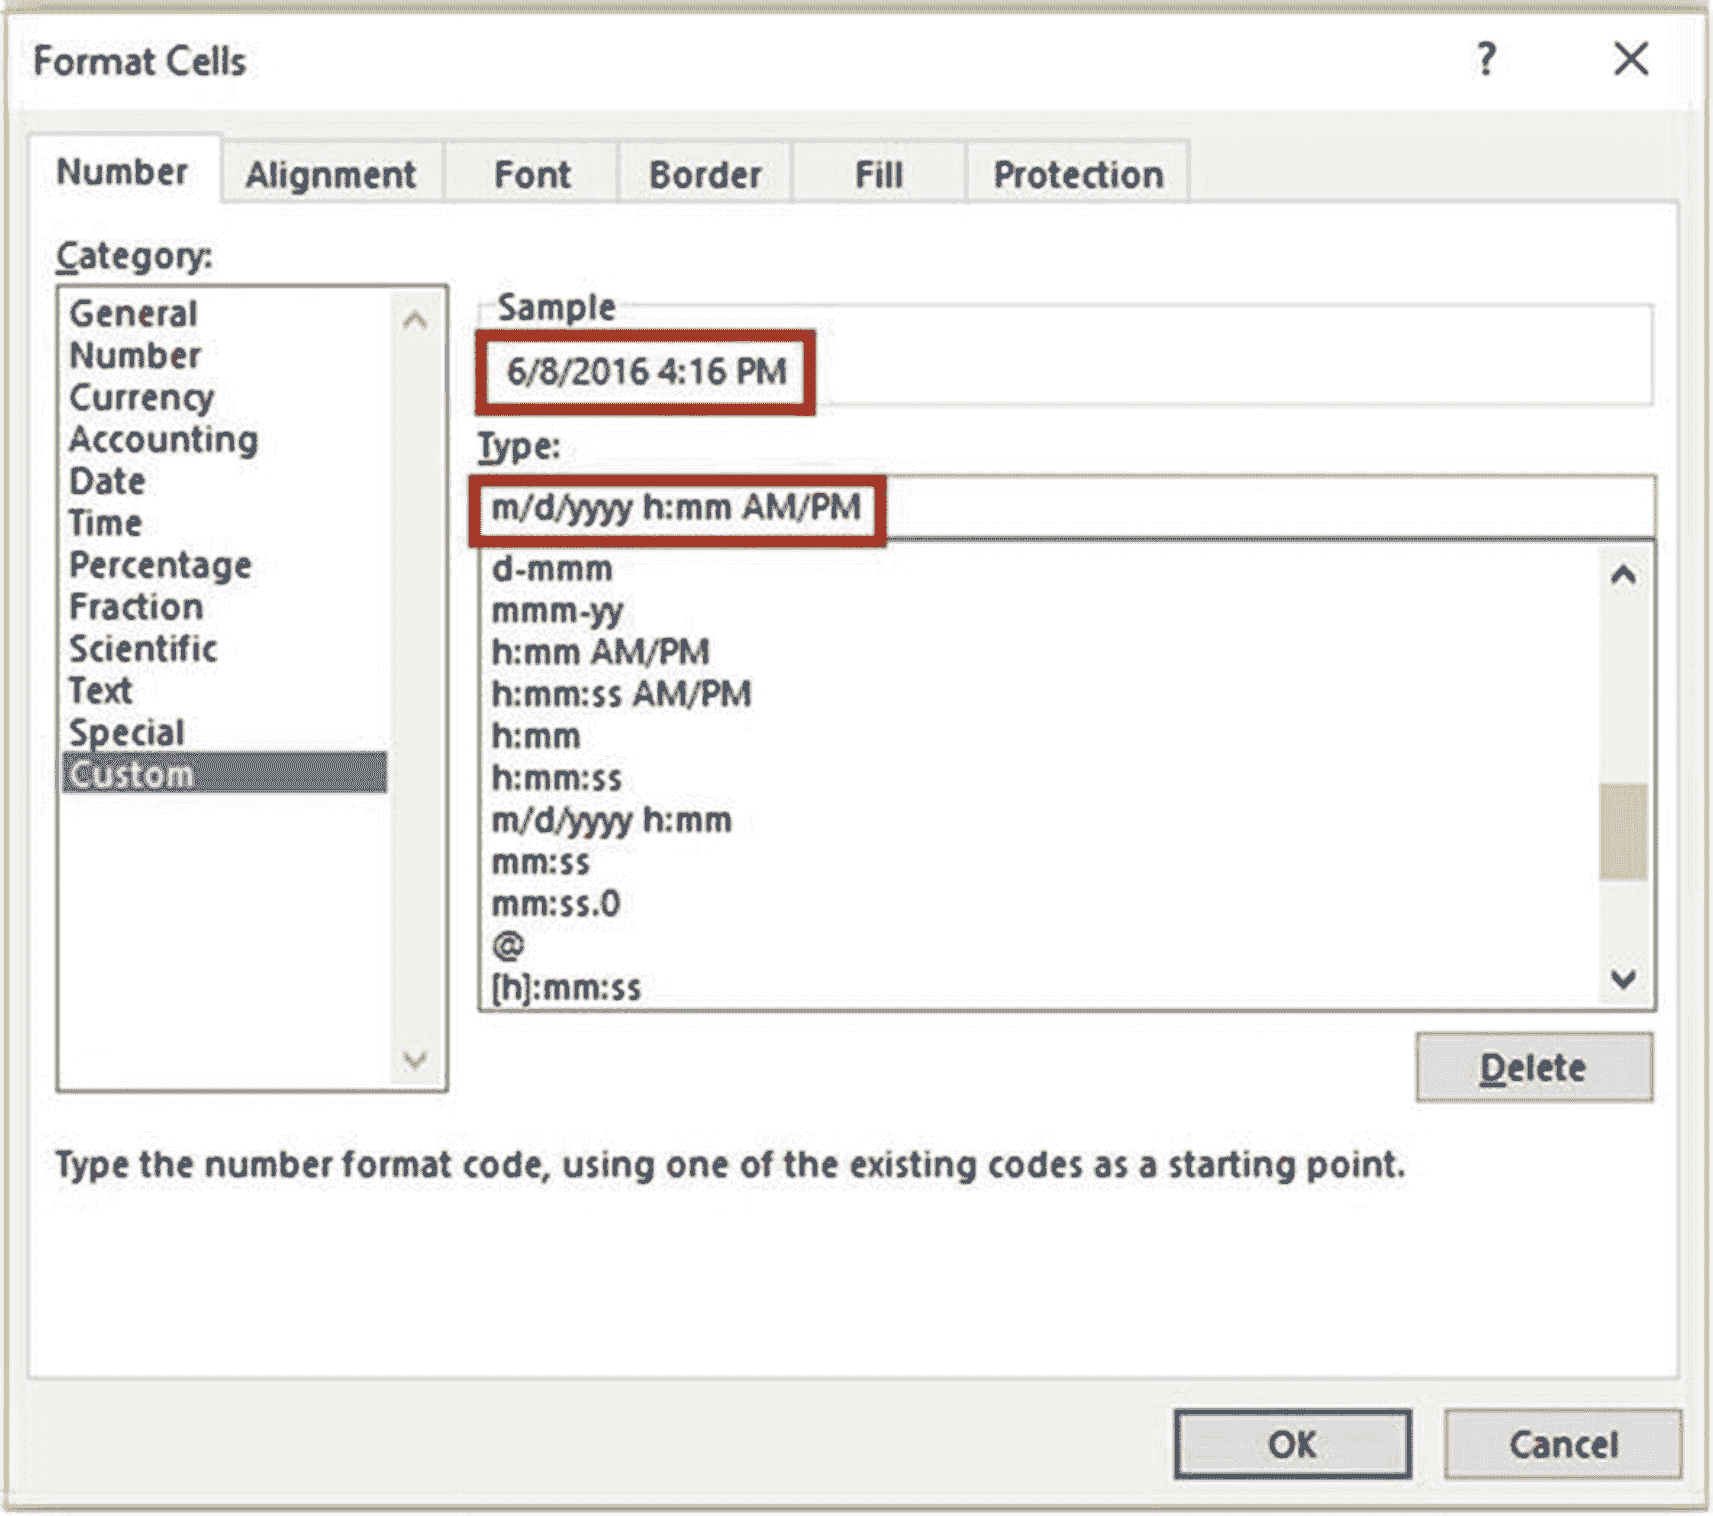 Format Cells ?
Number Alignment Font Border Fill Protection
Category:
General
Number
Currency
Accounting
Date
Time
Percentage
Fraction
Scientific
Text
Special
Custom
Sample
6/8/2016 4:16 PM
Type:
m/d/yyyy h:mm AM/PM
d-mmm
mmm-yy
h:mm AM/PM
h:mm:ss AM/PM
h:mm
h:mm:ss
m/d/yyyy h:mm
mm:ss
mm:ss.0
@
[h]:mm:ss
Delete
Type the number format code, using one of the existing codes as a starting point.
OK Cancel